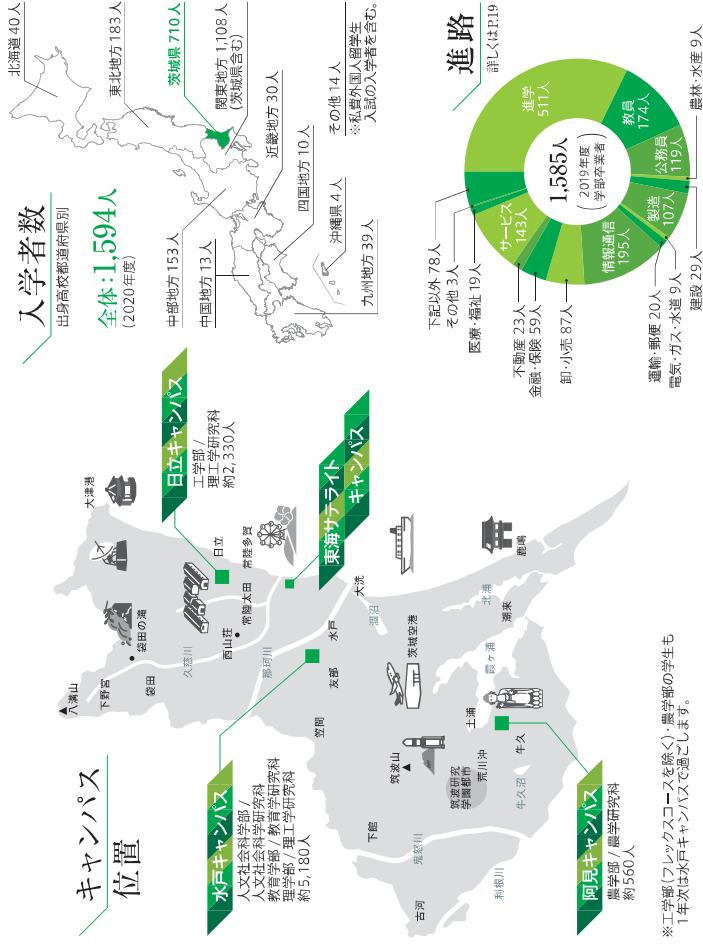 キャンパス
位置
水戸キャンパス
人文社会科学部 /
人文社会科学研究科
教育学部 / 教育学研究科
理学部 / 理工学研究科
約5,180人
日立キャンパス
工学部 /
理工学研究科
約2,330人
東海サテライト
キャンパス
阿見キャンパス
農学部 / 農学研究科
約560人
八溝山
下野宮
袋田
袋田の滝
大津港
久慈川
西山荘
常陸太田
日立
常陸多賀
那珂川
水戸
大洗
涸沼
友部
笠間
茨城空港
筑波山
筑波研究
学園都市
荒川沖
土浦
霞ヶ浦
北浦
潮来
鹿嶋
牛久
牛久沼
下館
鬼怒川
古河
利根川
※工学部(フレックスコースを除く)・農学部の学生も
1年次は水戸キャンパスで過ごします。
入学者数
出身高校都道府県別
全体:1,594人
(2020年度)
北海道 40人
東北地方 183人
茨城県 710人
関東地方 1,108人
(茨城県含む)
近畿地方 30人
四国地方 10人
沖縄県 4人
九州地方 39人
中部地方 153人
中国地方 13人
その他 14人
※私費外国人留学生
入試の入学者を含む。
進路
詳しくはP.19
1,585人
(2019年度
学部卒業者)
進学
511人
教員
174人
公務員
119人
農林・水産 9人
建設 29人
製造
107人
電気・ガス・水道 9人
運輸・郵便 20人
情報通信
195人
卸・小売 87人
金融・保険 59人
不動産 23人
サービス
143人
医療・福祉 19人
その他 3人
下記以外 78人